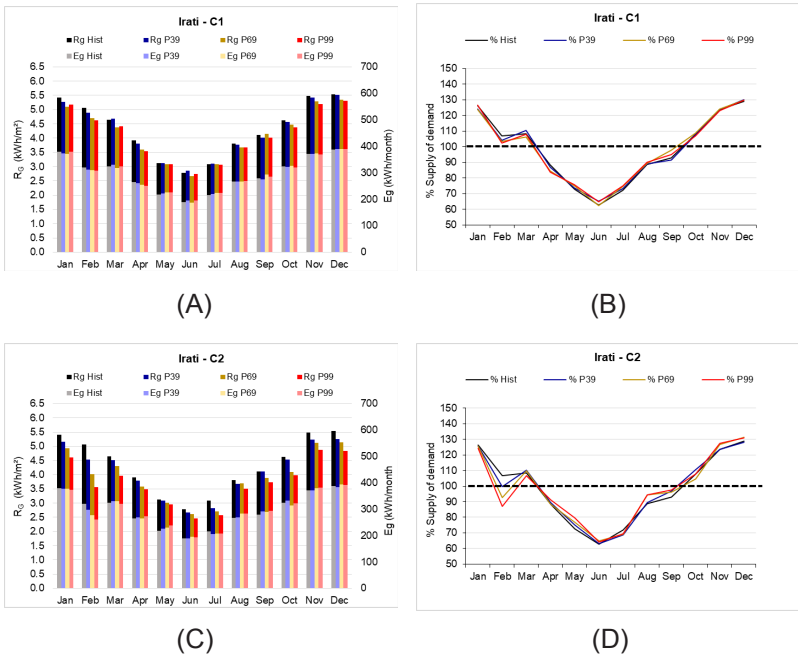 Irati - C1
Rg Hist Rg P39 Rg P69 Rg P99
Eg Hist Eg P39 Eg P69 Eg P99
6.5 700
6.0
5.5 600
5.0
4.5 500
4.0
3.5 400
3.0
2.5 300
2.0 200
1.5
1.0 100
0.5
0.0 0
R_G (kWh/m²)
Eg (kWh/month)
Jan Feb Mar Apr May Jun Jul Aug Sep Oct Nov Dec
(A)
Irati - C1
% Hist % P39 % P69 % P99
150
140
130
120
110
100
90
80
70
60
50
% Supply of demand
Jan Feb Mar Apr May Jun Jul Aug Sep Oct Nov Dec
(B)
Irati - C2
Rg Hist Rg P39 Rg P69 Rg P99
Eg Hist Eg P39 Eg P69 Eg P99
6.5 700
6.0
5.5 600
5.0
4.5 500
4.0
3.5 400
3.0
2.5 300
2.0 200
1.5
1.0 100
0.5
0.0 0
R_G (kWh/m²)
Eg (kWh/month
Jan Feb Mar Apr May Jun Jul Aug Sep Oct Nov Dec
(C)
Irati - C2
% Hist % P39 % P69 % P99
150
140
130
120
110
100
90
80
70
60
50
% Supply of demand
Jan Feb Mar Apr May Jun Jul Aug Sep Oct Nov Dec
(D)